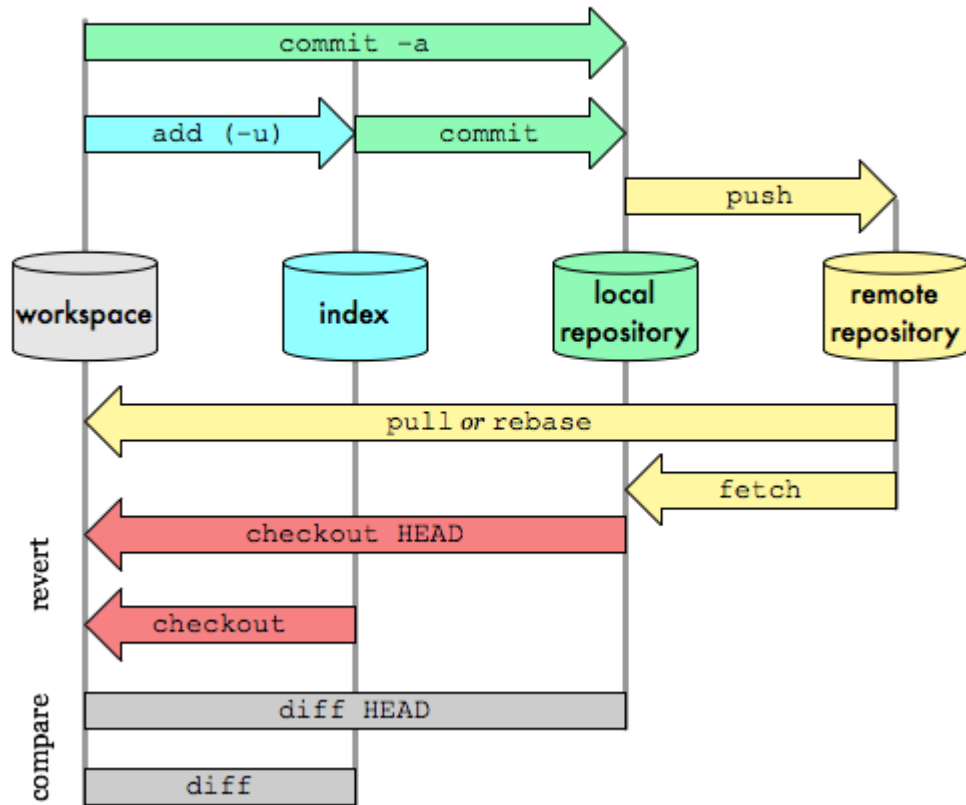 commit -a
add (-u)
commit
push
workspace
index
local
repository
remote
repository
pull or rebase
fetch
revert
checkout HEAD
checkout
compare
diff HEAD
diff